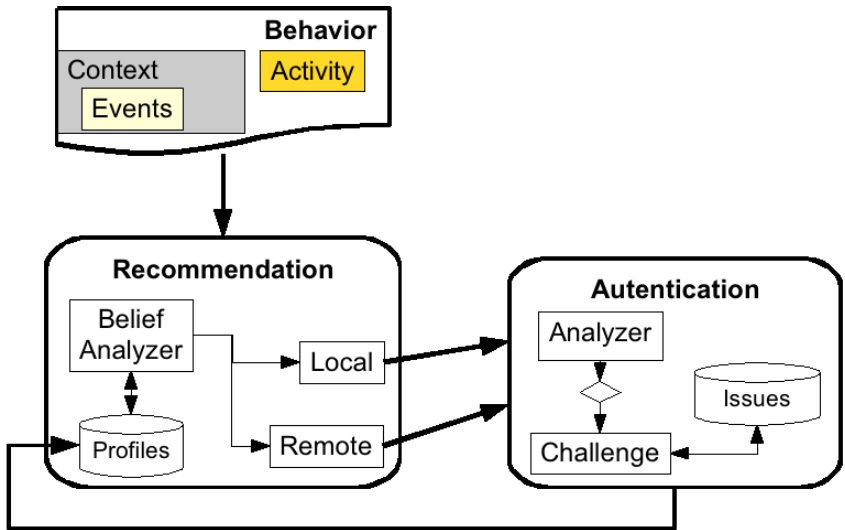 Behavior
Context
Activity
Events
Recommendation
Belief
Analyzer
Local
Profiles
Remote
Autentication
Analyzer
Issues
Challenge